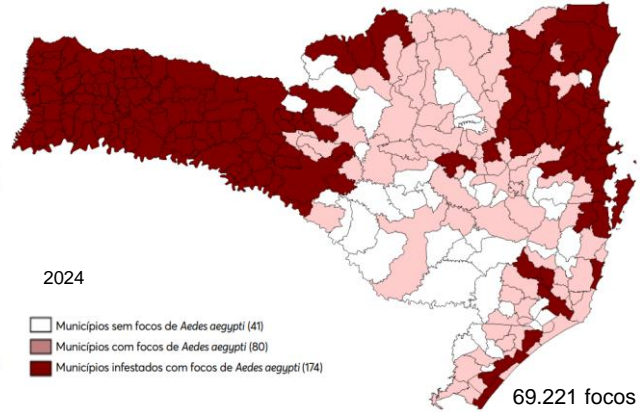 2024
Municípios sem focos de Aedes aegypti (41)
Municípios com focos de Aedes aegypti (80)
Municípios infestados com focos de Aedes aegypti (174)
69.221 focos